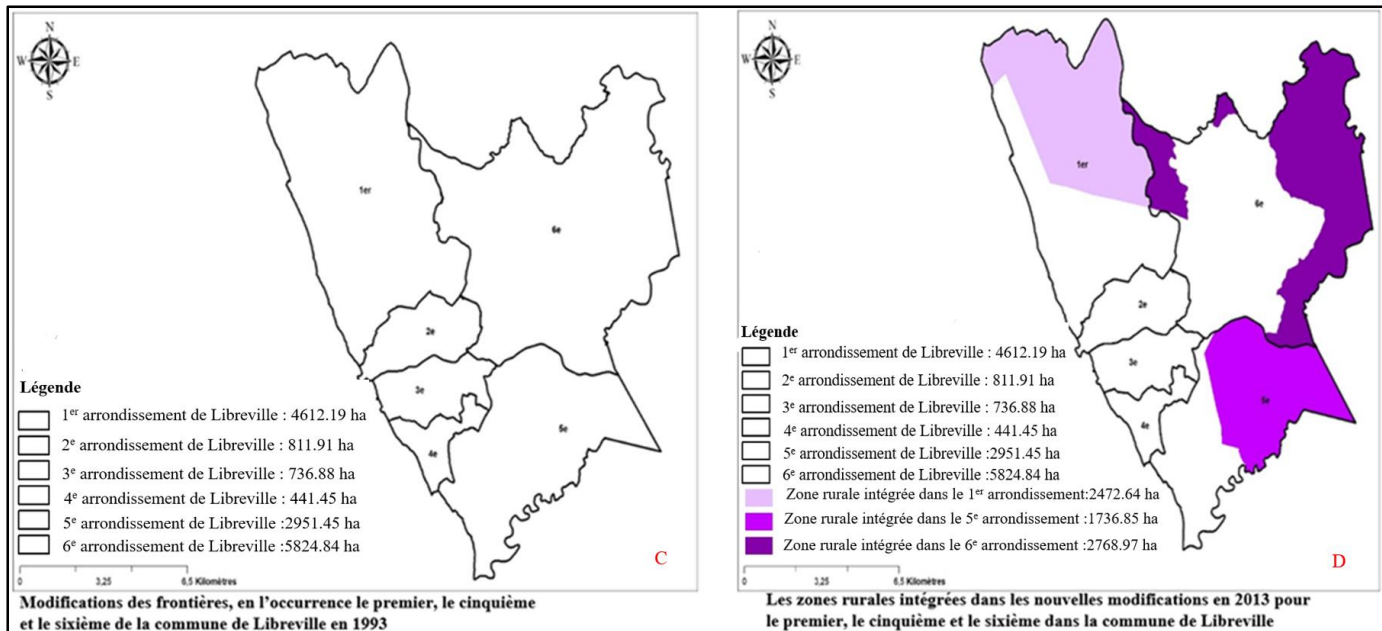 N
W E
S
1er
6e
2e
3e
5e
4e
Légende
1er arrondissement de Libreville : 4612.19 ha
2e arrondissement de Libreville : 811.91 ha
3e arrondissement de Libreville : 736.88 ha
4e arrondissement de Libreville : 441.45 ha
5e arrondissement de Libreville : 2951.45 ha
6e arrondissement de Libreville :5824.84 ha
C
0 3,25 6,5 Kilomètres
Modifications des frontières, en l'occurrence le premier, le cinquième
et le sixième de la commune de Libreville en 1993
N
W E
S
1er
6e
2e
3e
5e
4e
Légende
1er arrondissement de Libreville : 4612.19 ha
2e arrondissement de Libreville : 811.91 ha
3e arrondissement de Libreville : 736.88 ha
4e arrondissement de Libreville : 441.45 ha
5e arrondissement de Libreville :2951.45 ha
6e arrondissement de Libreville :5824.84 ha
Zone rurale intégrée dans le 1er arrondissement:2472.64 ha
Zone rurale intégrée dans le 5e arrondissement :1736.85 ha
Zone rurale intégrée dans le 6e arrondissement :2768.97 ha
D
0 3,25 6,5 Kilomètres
Les zones rurales intégrées dans les nouvelles modifications en 2013 pour
le premier, le cinquième et le sixième dans la commune de Libreville